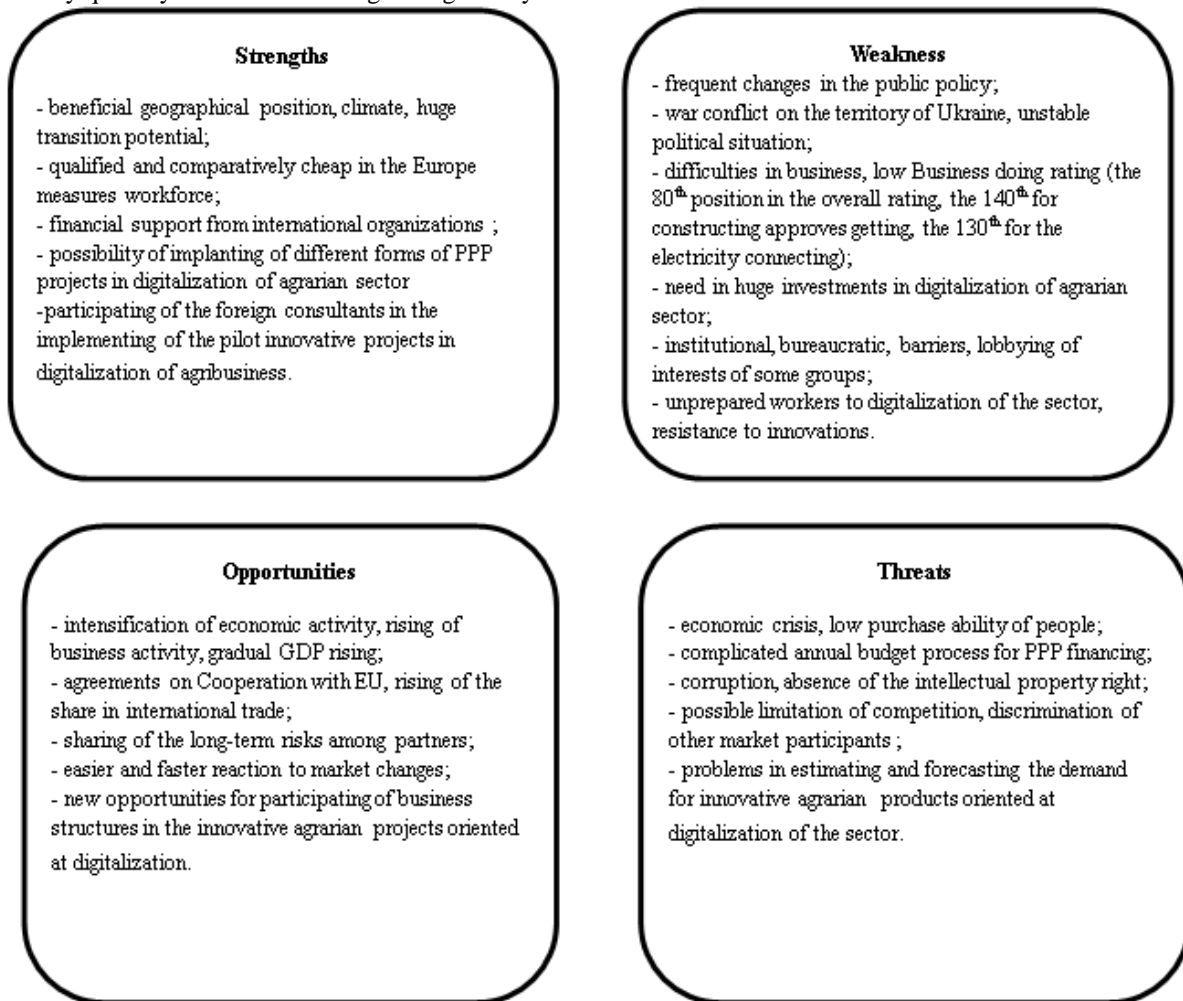 Strengths
- beneficial geographical position, climate, huge
transition potential;
- qualified and comparatively cheap in the Europe
measures workforce;
- financial support from international organizations ;
- possibility of implanting of different forms of PPP
projects in digitalization of agrarian sector
-participating of the foreign consultants in the
implementing of the pilot innovative projects in
digitalization of agribusiness.
Weakness
- frequent changes in the public policy;
- war conflict on the territory of Ukraine, unstable
political situation;
- difficulties in business, low Business doing rating (the
80th position in the overall rating, the 140th for
constructing approves getting, the 130th for the
electricity connecting);
- need in huge investments in digitalization of agrarian
sector;
- institutional, bureaucratic, barriers, lobbying of
interests of some groups;
- unprepared workers to digitalization of the sector,
resistance to innovations.
Opportunities
- intensification of economic activity, rising of
business activity, gradual GDP rising;
- agreements on Cooperation with EU, rising of the
share in international trade;
- sharing of the long-term risks among partners;
- easier and faster reaction to market changes;
- new opportunities for participating of business
structures in the innovative agrarian projects oriented
at digitalization.
Threats
- economic crisis, low purchase ability of people;
- complicated annual budget process for PPP financing;
- corruption, absence of the intellectual property right;
- possible limitation of competition, discrimination of
other market participants ;
- problems in estimating and forecasting the demand
for innovative agrarian products oriented at
digitalization of the sector.